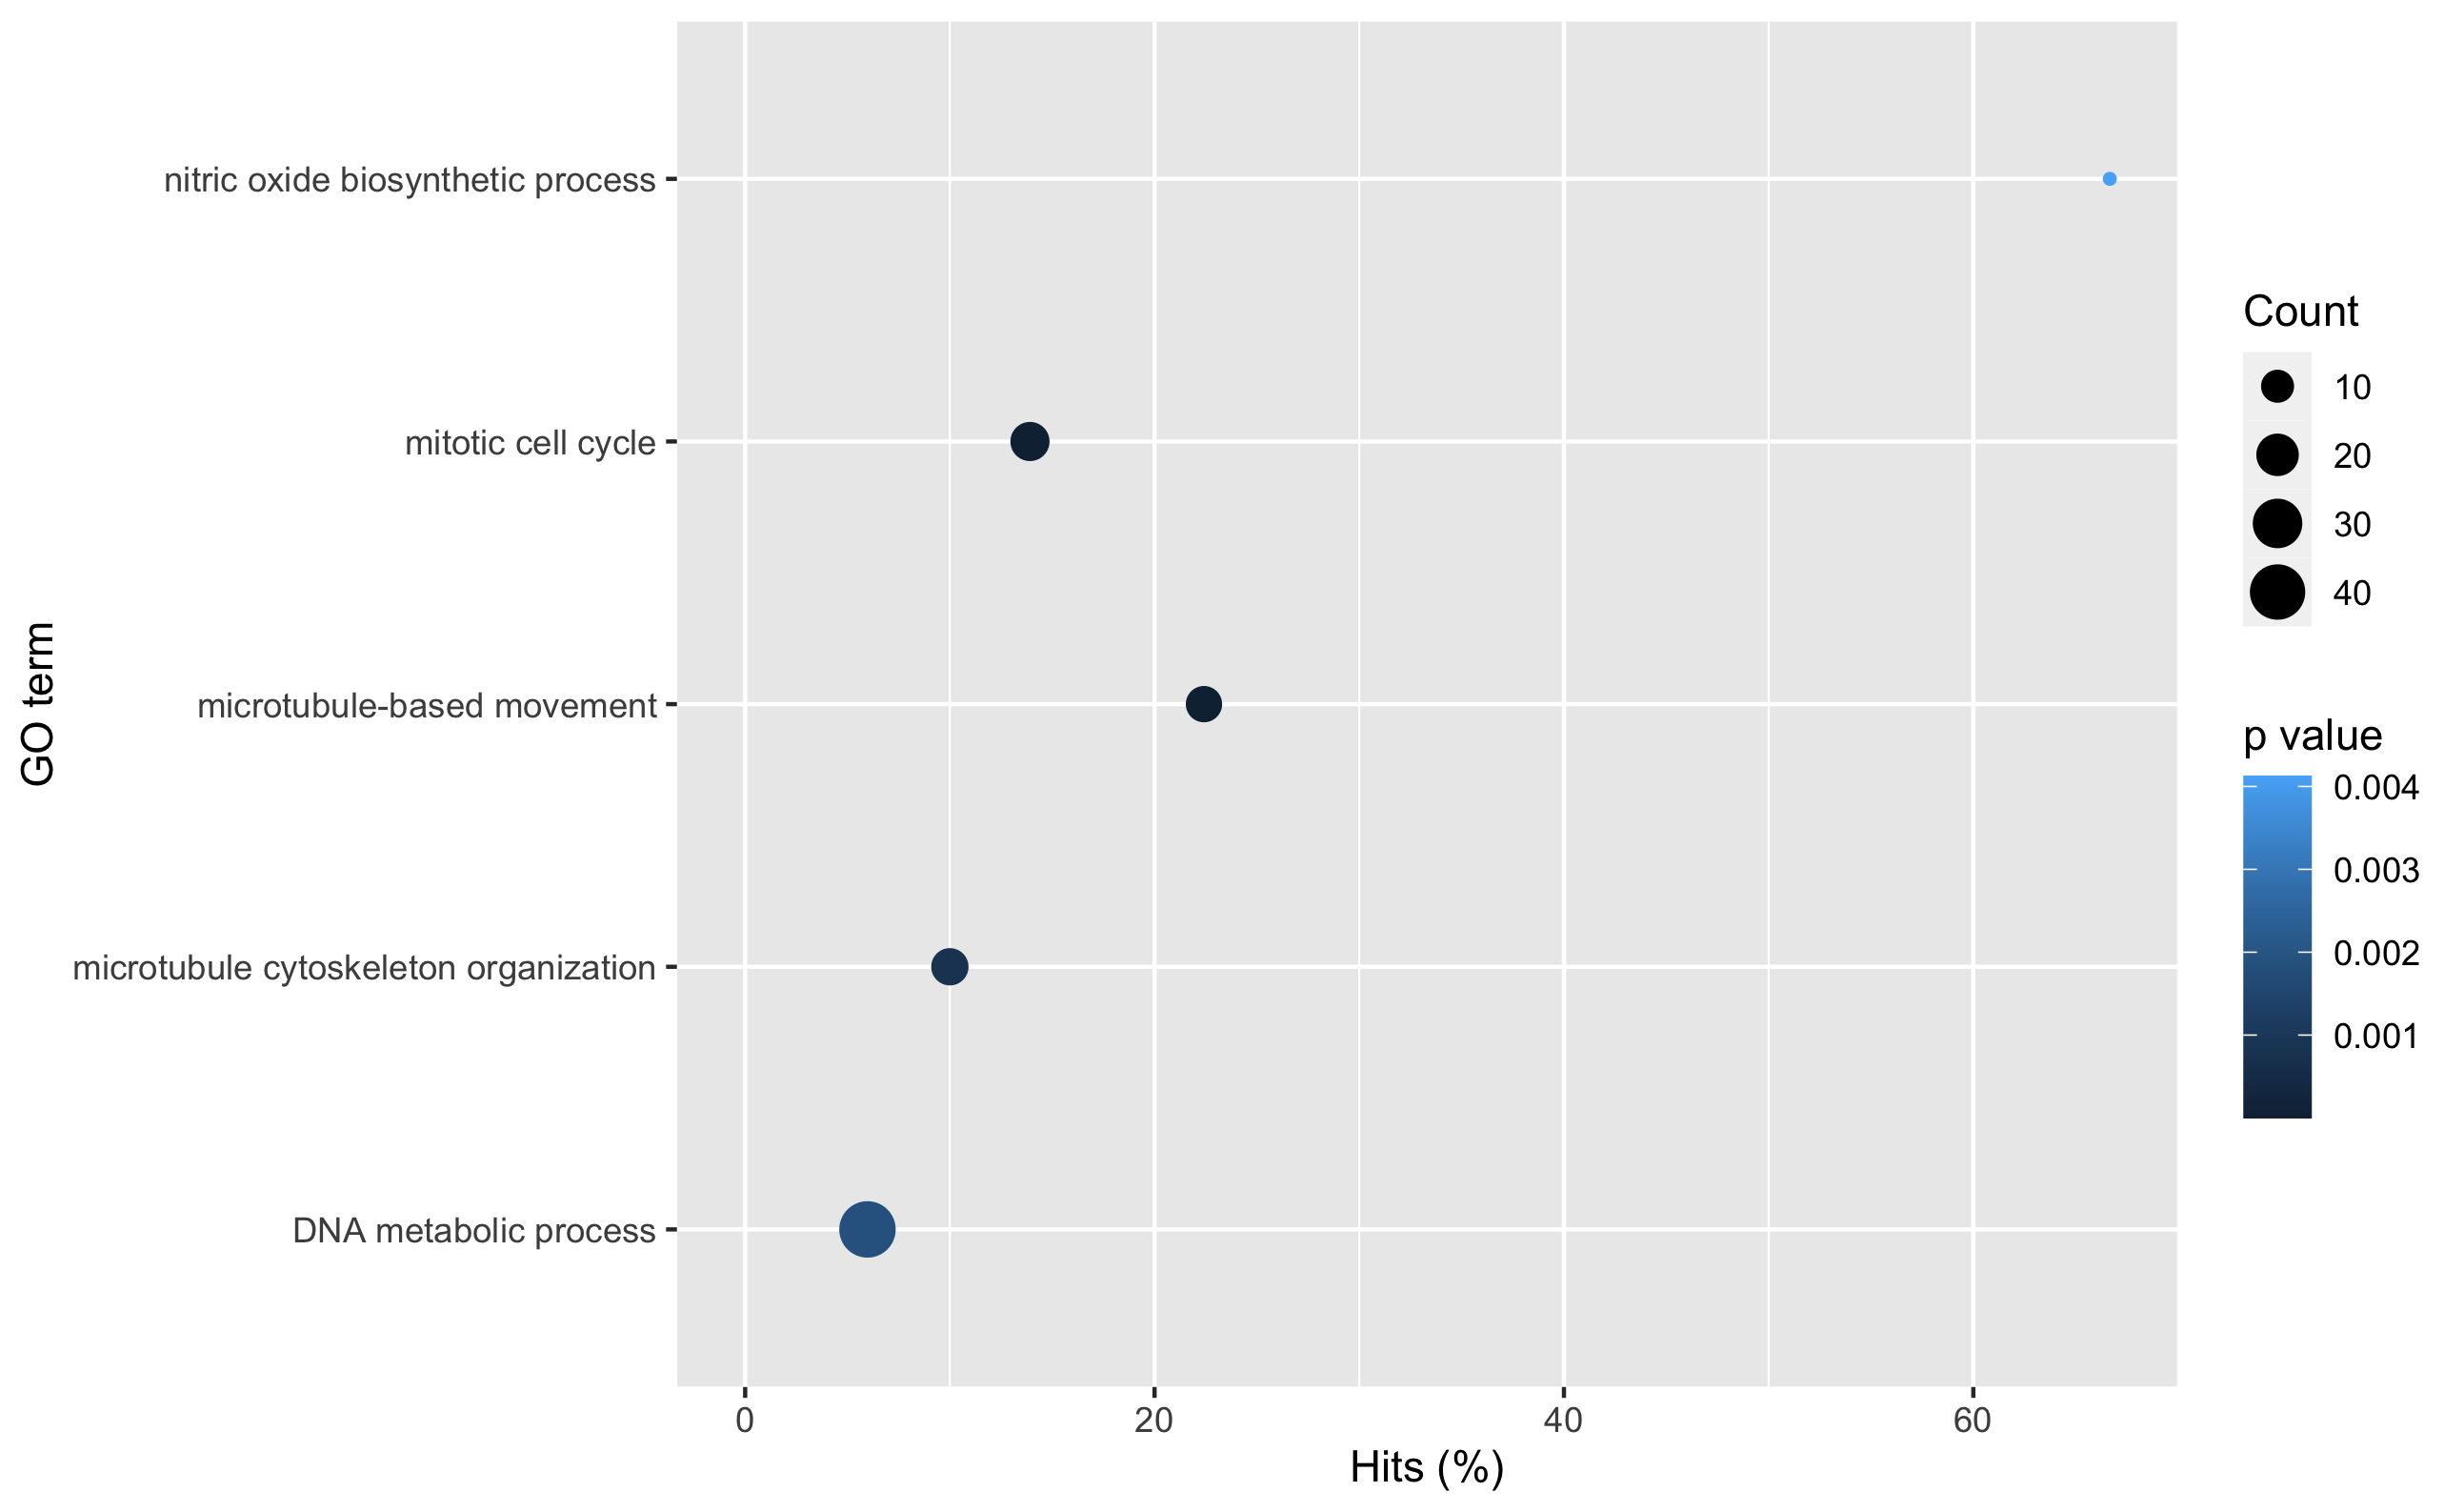 nitric oxide biosynthetic process
mitotic cell cycle
microtubule-based movement
microtubule cytoskeleton organization
DNA metabolic process
GO term
0
20
40
60
Hits (%)
Count
10
20
30
40
p value
0.004
0.003
0.002
0.001